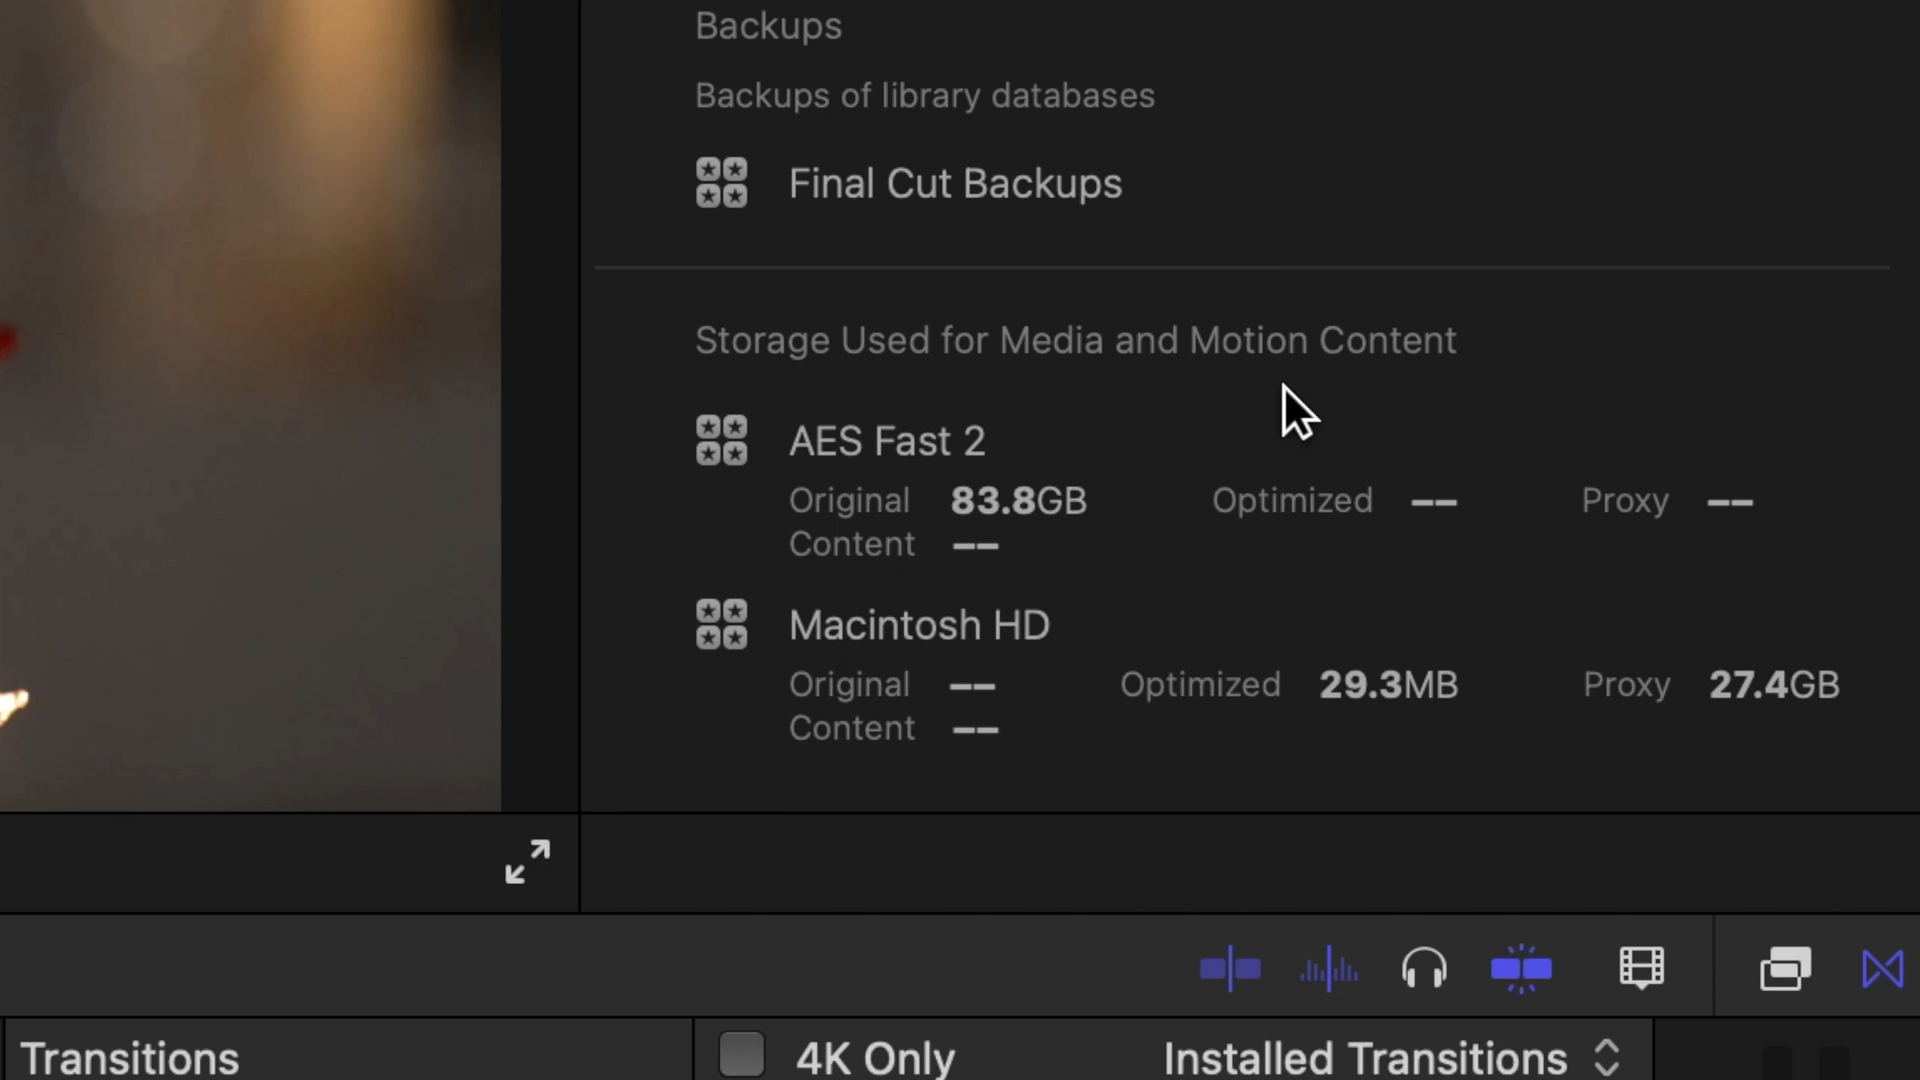 Backups
Backups of library databases
Final Cut Backups
Storage Used for Media and Motion Content
AES Fast 2
Original 83.8GB Optimized -- Proxy --
Content --
Macintosh HD
Original -- Optimized 29.3MB Proxy 27.4GB
Content --
Transitions 4K Only Installed Transitions